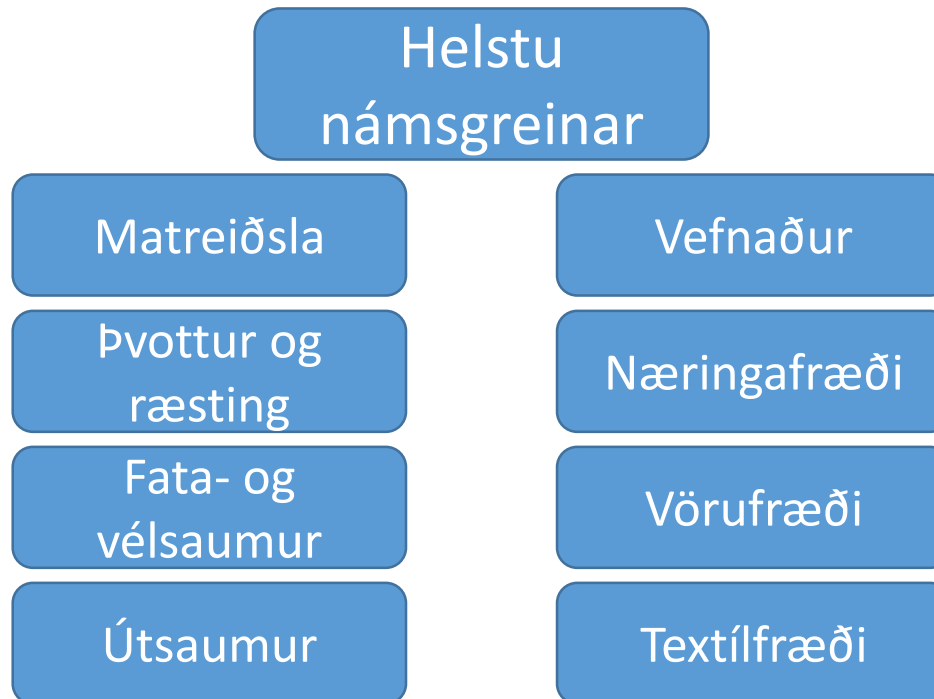 Helstu
námsgreinar
Matreiðsla
Þvottur og
ræsting
Fata- og
vélsaumur
Útsaumur
Vefnaður
Næringafræði
Vörufræði
Textílfræði